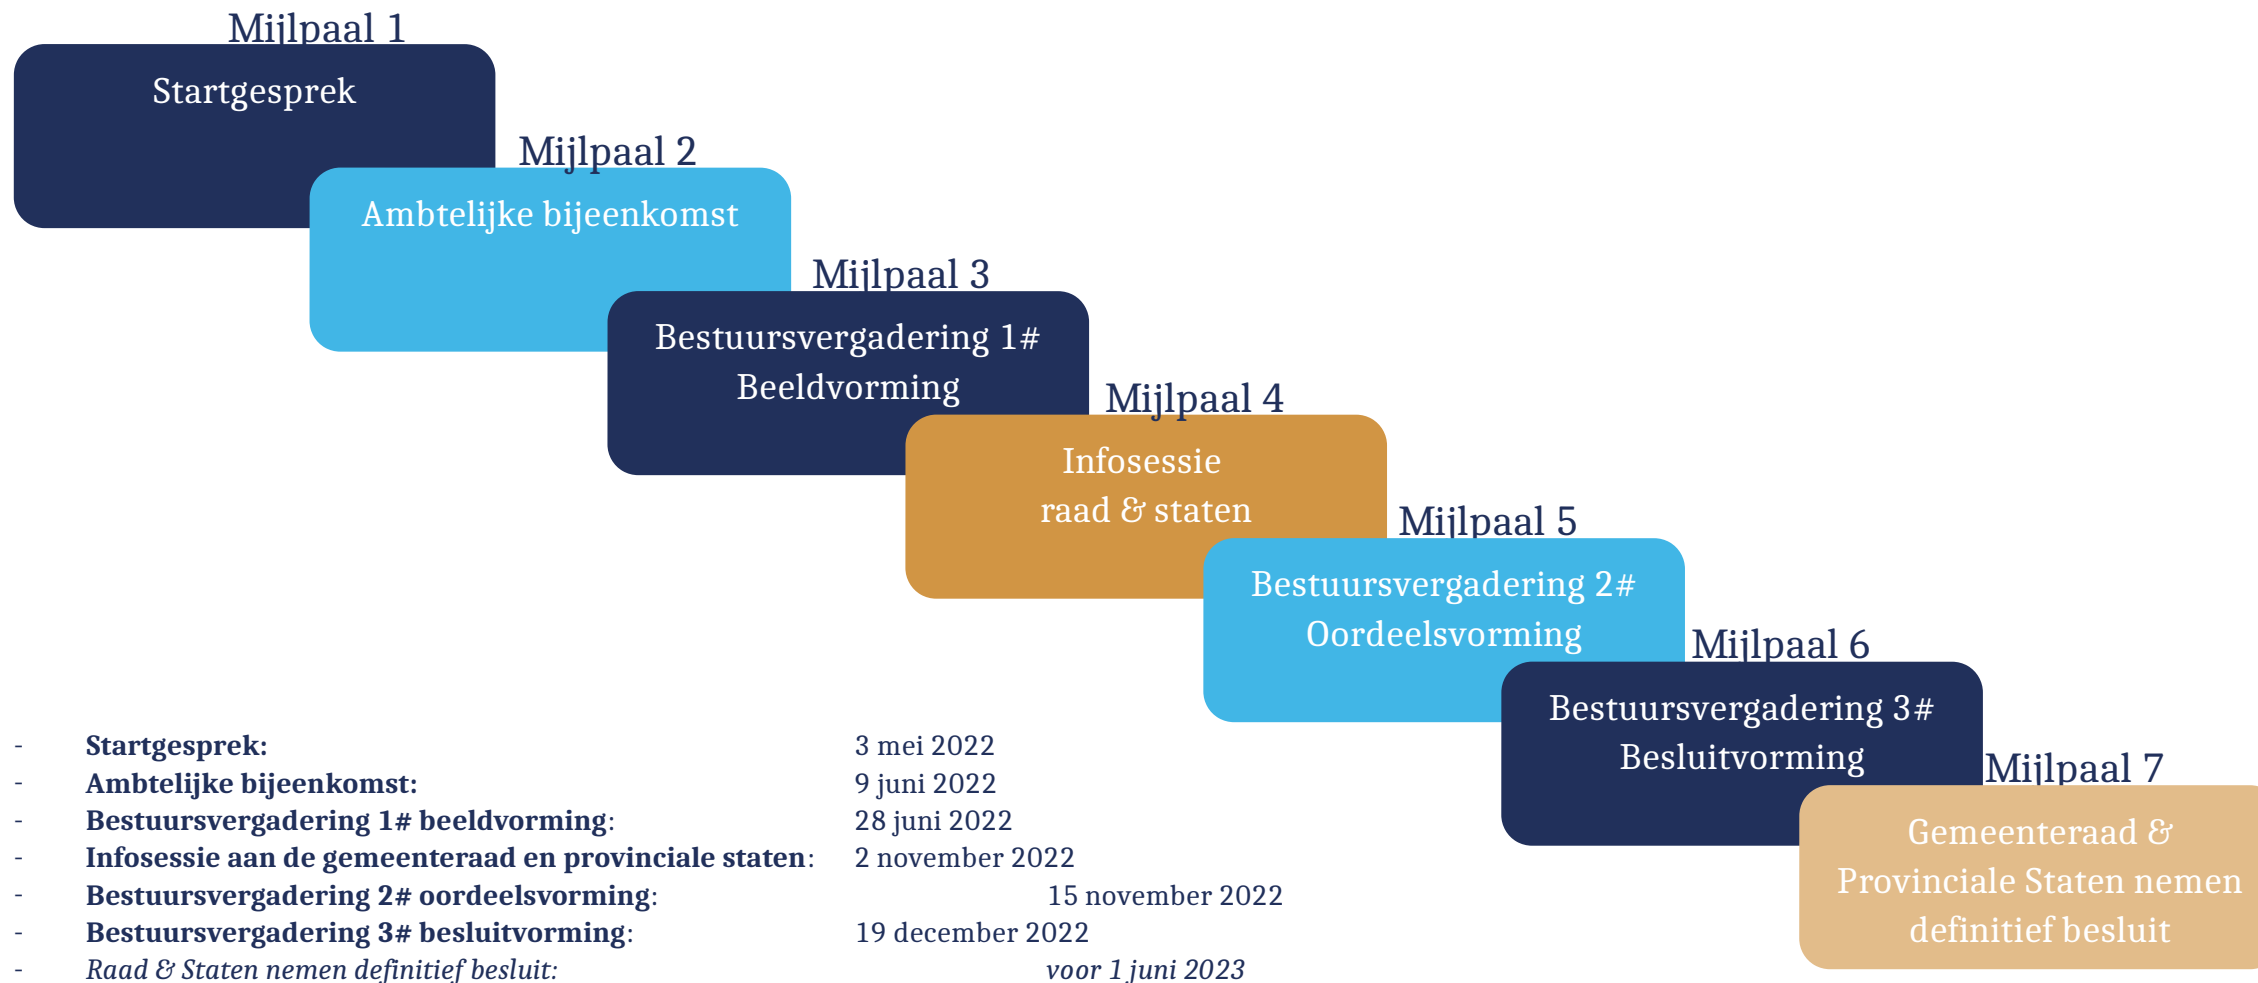 Mijlpaal 1
Startgesprek
Mijlpaal 2
Ambtelijke bijeenkomst
Mijlpaal 3
Bestuursvergadering 1#
Beeldvorming
Mijlpaal 4
Infosessie
raad & staten
Mijlpaal 5
Bestuursvergadering 2#
Oordeelsvorming
Mijlpaal 6
Bestuursvergadering 3#
Besluitvorming
Mijlpaal 7
Gemeenteraad &
Provinciale Staten nemen
definitief besluit
- Startgesprek: 3 mei 2022
- Ambtelijke bijeenkomst: 9 juni 2022
- Bestuursvergadering 1# beeldvorming: 28 juni 2022
- Infosessie aan de gemeenteraad en provinciale staten: 2 november 2022
- Bestuursvergadering 2# oordeelsvorming: 15 november 2022
- Bestuursvergadering 3# besluitvorming: 19 december 2022
- Raad & Staten nemen definitief besluit: voor 1 juni 2023